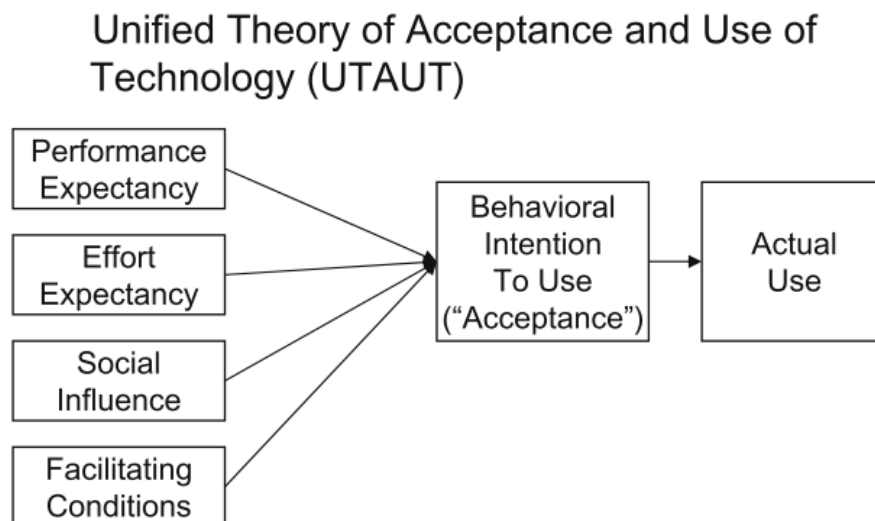 Unified Theory of Acceptance and Use of
Technology (UTAUT)
Performance
Expectancy
Effort
Expectancy
Social
Influence
Facilitating
Conditions
Behavioral
Intention
To Use
(“Acceptance”)
Actual
Use